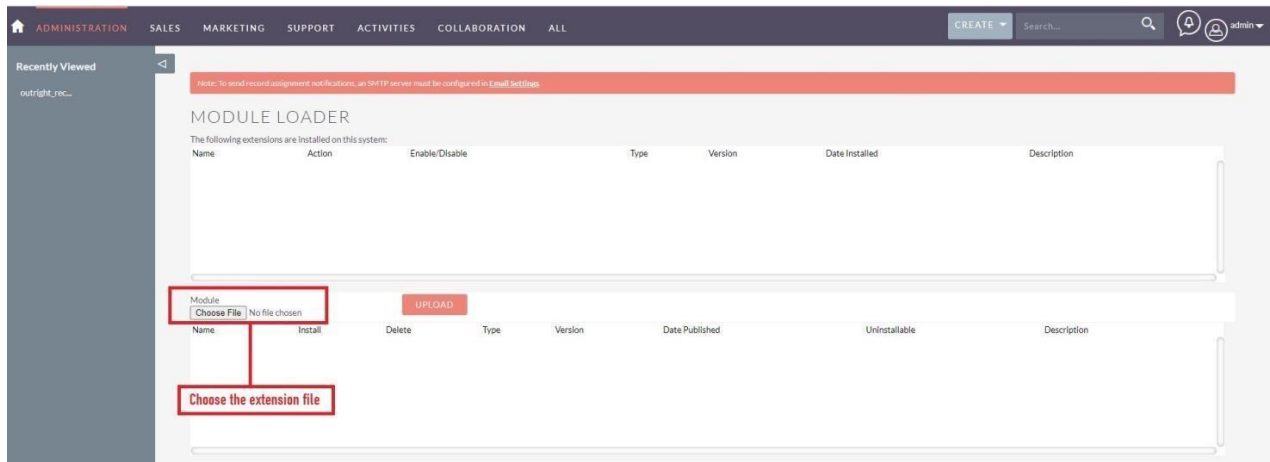 ADMINISTRATION SALES MARKETING SUPPORT ACTIVITIES COLLABORATION ALL CREATE Search... admin
Recently Viewed
outright_rec...
Note: To send record assignment notifications, an SMTP server must be configured in Email Settings.
MODULE LOADER
The following extensions are installed on this system:
Name Action Enable/Disable Type Version Date Installed Description
Module
Choose File No file chosen UPLOAD
Name Install Delete Type Version Date Published Uninstallable Description
Choose the extension file